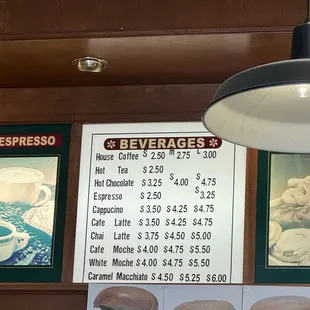 ESPRESSO
BEVERAGES
S M L
House Coffee $ 2.50 2.75 3.00
Hot Tea $ 2.50
Hot Chocolate $ 3.25 $ 4.00 $ 4.75
Espresso $ 2.50 $ 3.25
Cappucino $ 3.50 $ 4.25 $ 4.75
Cafe Latte $ 3.50 $ 4.25 $ 4.75
Chai Latte $ 3.75 $ 4.50 $ 5.00
Cafe Moche $ 4.00 $ 4.75 $ 5.50
White Moche $ 4.00 $ 4.75 $ 5.50
Caramel Macchiato $ 4.50 $ 5.25 $ 6.00